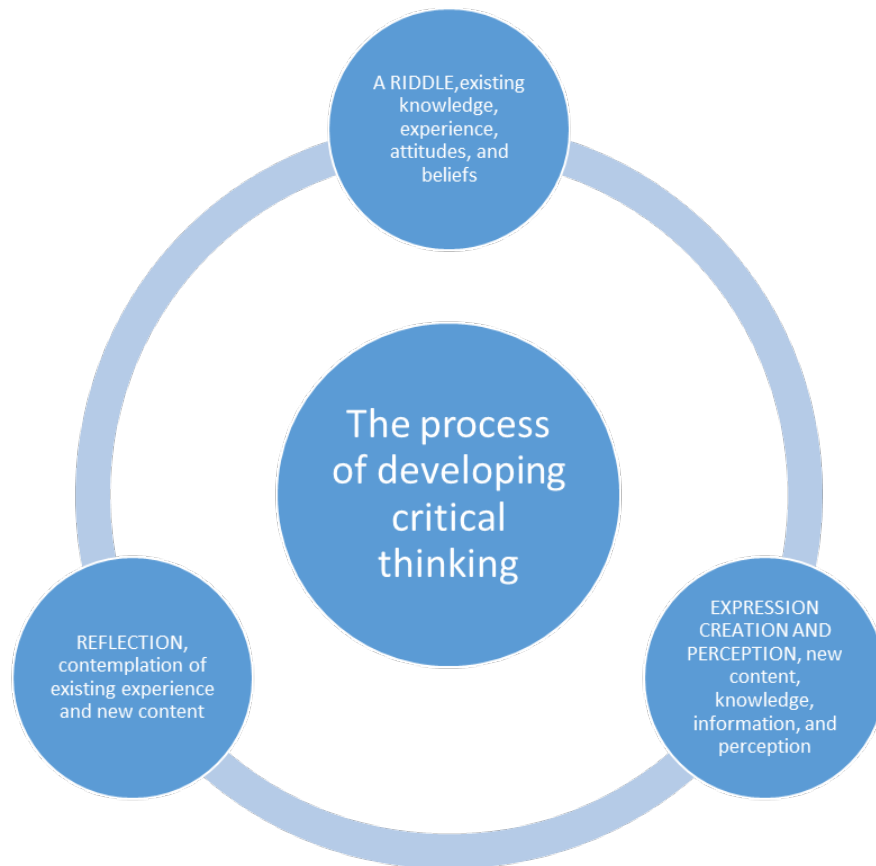 A RIDDLE,existing
knowledge,
experience,
attitudes, and
beliefs
The process
of developing
critical
thinking
REFLECTION,
contemplation of
existing experience
and new content
EXPRESSION
CREATION AND
PERCEPTION, new
content,
knowledge,
information, and
perception